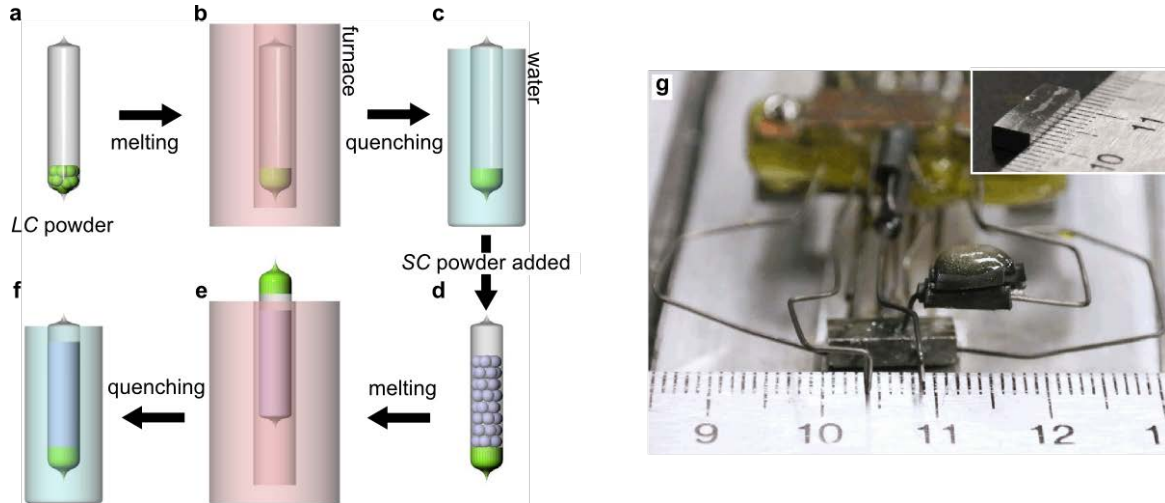 a
b
c
furnace
water
melting
quenching
LC powder
SC powder added
f
e
d
quenching
melting
g
11
10
9
10
11
12
1